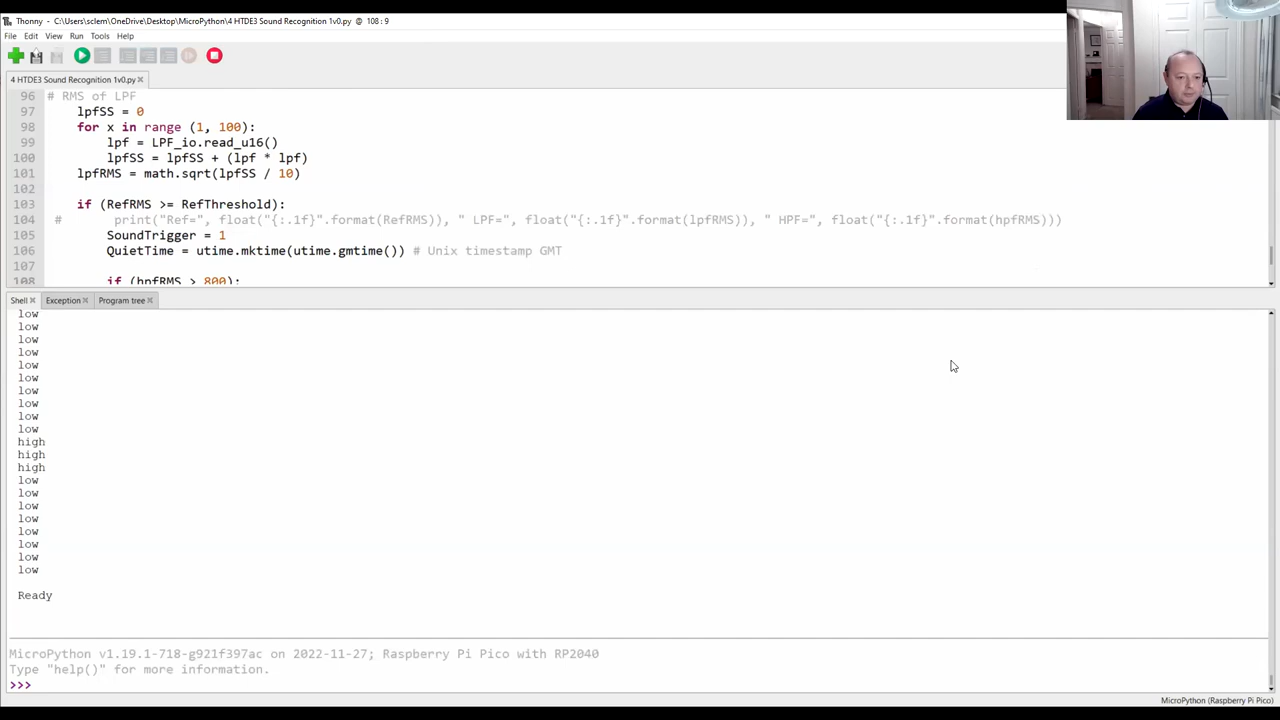 Thonny - C:\Users\sclem\OneDrive\Desktop\MicroPython\4 HTDE3 Sound Recognition 1v0.py @ 108 : 9
File Edit View Run Tools Help
4 HTDE3 Sound Recognition 1v0.py
96 # RMS of LPF
97 lpfSS = 0
98 for x in range (1, 100):
99 lpf = LPF_io.read_u16()
100 lpfSS = lpfSS + (lpf * lpf)
101 lpfRMS = math.sqrt(lpfSS / 10)
102
103 if (RefRMS >= RefThreshold):
104 # print("Ref=", float("{:.1f}".format(RefRMS)), " LPF=", float("{:.1f}".format(lpfRMS)), " HPF=", float("{:.1f}".format(hpfRMS)))
105 SoundTrigger = 1
106 QuietTime = utime.mktime(utime.gmtime()) # Unix timestamp GMT
107
108 if (hpfRMS > 800):
Shell Exception Program tree
low
low
low
low
low
low
low
low
low
low
high
high
high
low
low
low
low
low
low
low
low
Ready
MicroPython v1.19.1-718-g921f397ac on 2022-11-27; Raspberry Pi Pico with RP2040
Type "help()" for more information.
>>>
MicroPython (Raspberry Pi Pico)